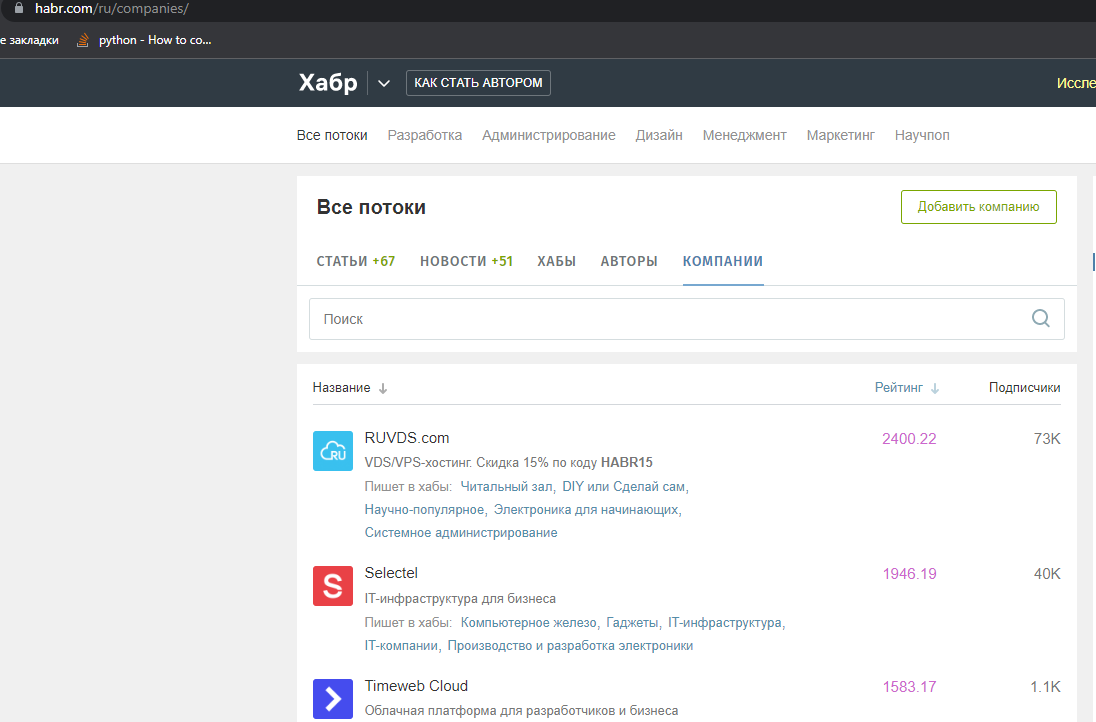 habr.com/ru/companies/
е закладки python - How to co...
Хабр КАК СТАТЬ АВТОРОМ Иссле
Все потоки Разработка Администрирование Дизайн Менеджмент Маркетинг Научпоп
Все потоки Добавить компанию
СТАТЬИ +67 НОВОСТИ +51 ХАБЫ АВТОРЫ КОМПАНИИ
Поиск
Название Рейтинг Подписчики
RU
RUVDS.com 2400.22 73K
VDS/VPS-хостинг. Скидка 15% по коду HABR15
Пишет в хабы: Читальный зал, DIY или Сделай сам,
Научно-популярное, Электроника для начинающих,
Системное администрирование
S
Selectel 1946.19 40K
IT-инфраструктура для бизнеса
Пишет в хабы: Компьютерное железо, Гаджеты, IT-инфраструктура,
IT-компании, Производство и разработка электроники
Timeweb Cloud 1583.17 1.1K
Облачная платформа для разработчиков и бизнеса